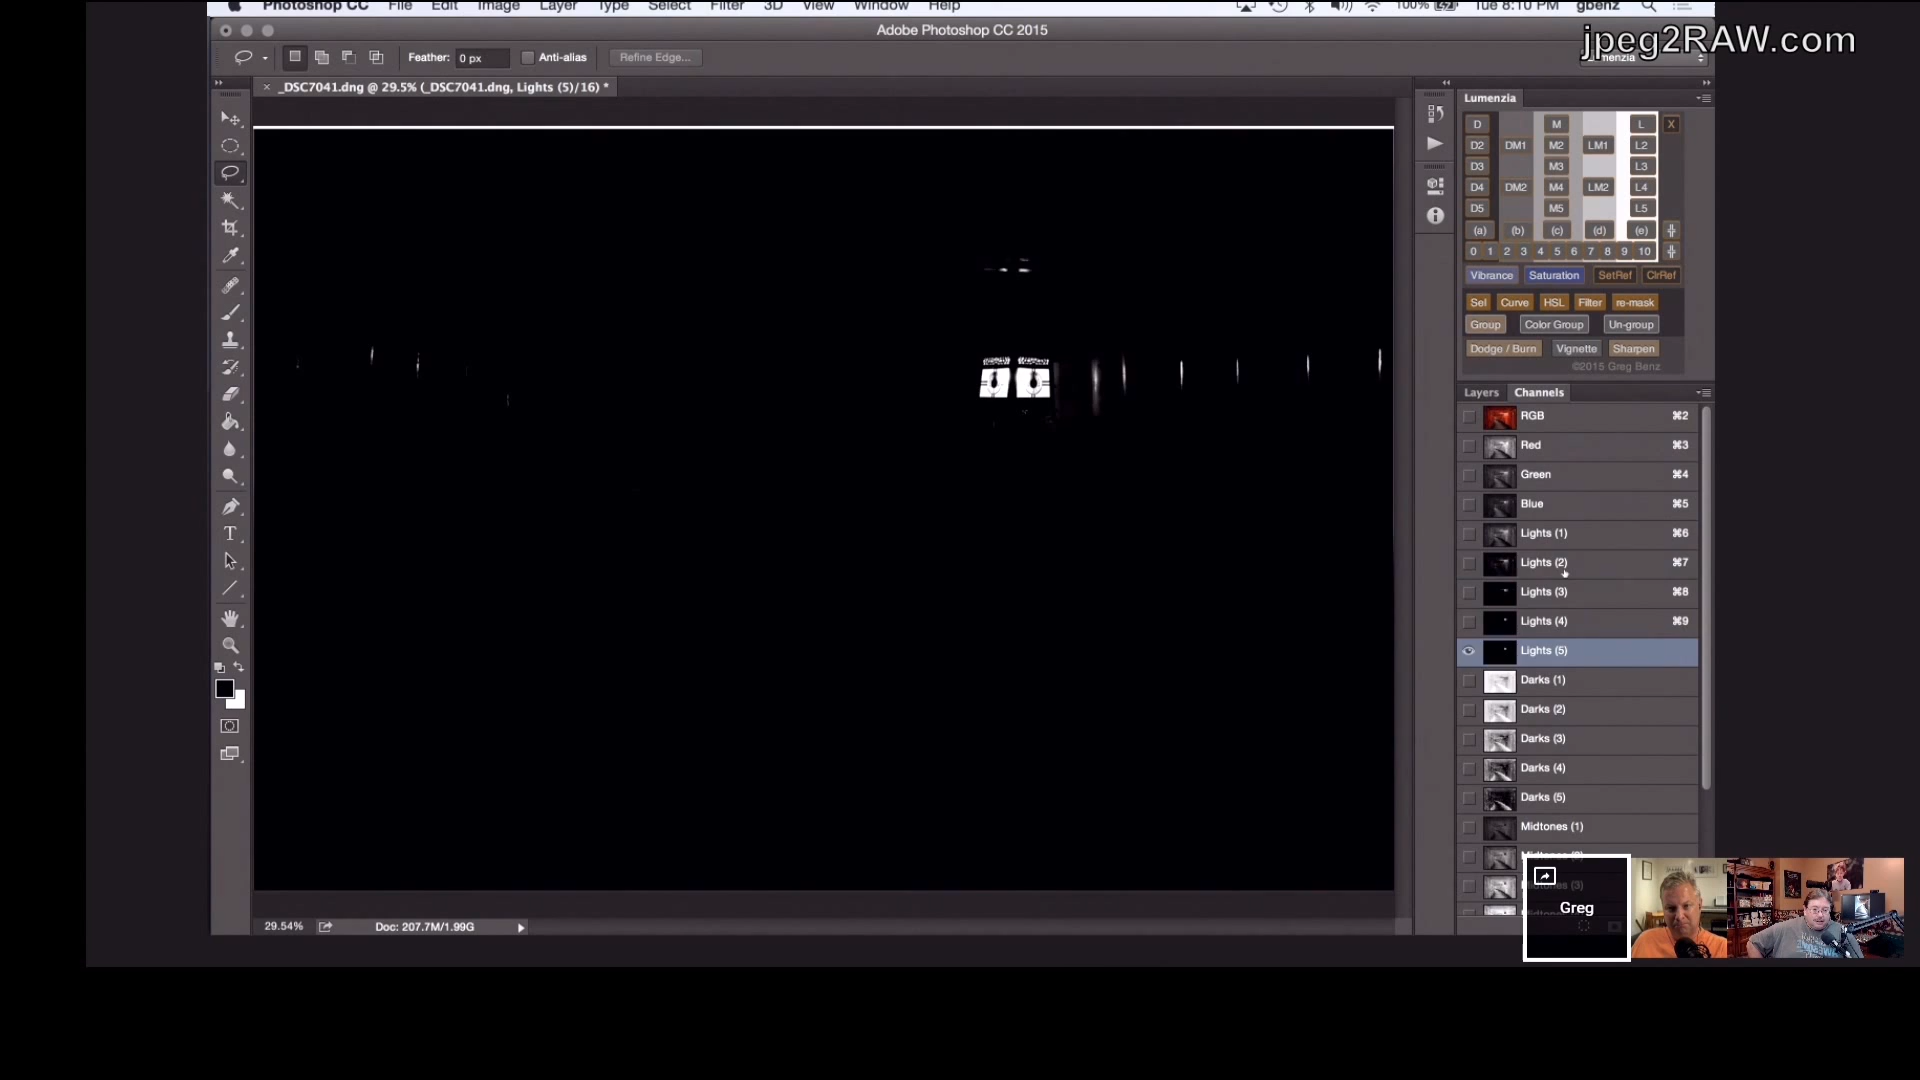 Photoshop CC File Edit Image Layer Type Select Filter 3D View Window Help 100% Tue 8:10 PM gbenz
jpeg2RAW.com
Adobe Photoshop CC 2015
Feather: 0 px Anti-alias Refine Edge...
× _DSC7041.dng @ 29.5% (_DSC7041.dng, Lights (5)/16) *
Lumenzia
D M L X
D2 DM1 M2 LM1 L2
D3 M3 L3
D4 DM2 M4 LM2 L4
D5 M5 L5
(a) (b) (c) (d) (e)
0 1 2 3 4 5 6 7 8 9 10
Vibrance Saturation SetRef ClrRef
Sel Curve HSL Filter re-mask
Group Color Group Un-group
Dodge / Burn Vignette Sharpen
©2015 Greg Benz
Layers Channels
RGB ⌘2
Red ⌘3
Green ⌘4
Blue ⌘5
Lights (1) ⌘6
Lights (2) ⌘7
Lights (3) ⌘8
Lights (4) ⌘9
Lights (5)
Darks (1)
Darks (2)
Darks (3)
Darks (4)
Darks (5)
Midtones (1)
Greg
29.54% Doc: 207.7M/1.99G